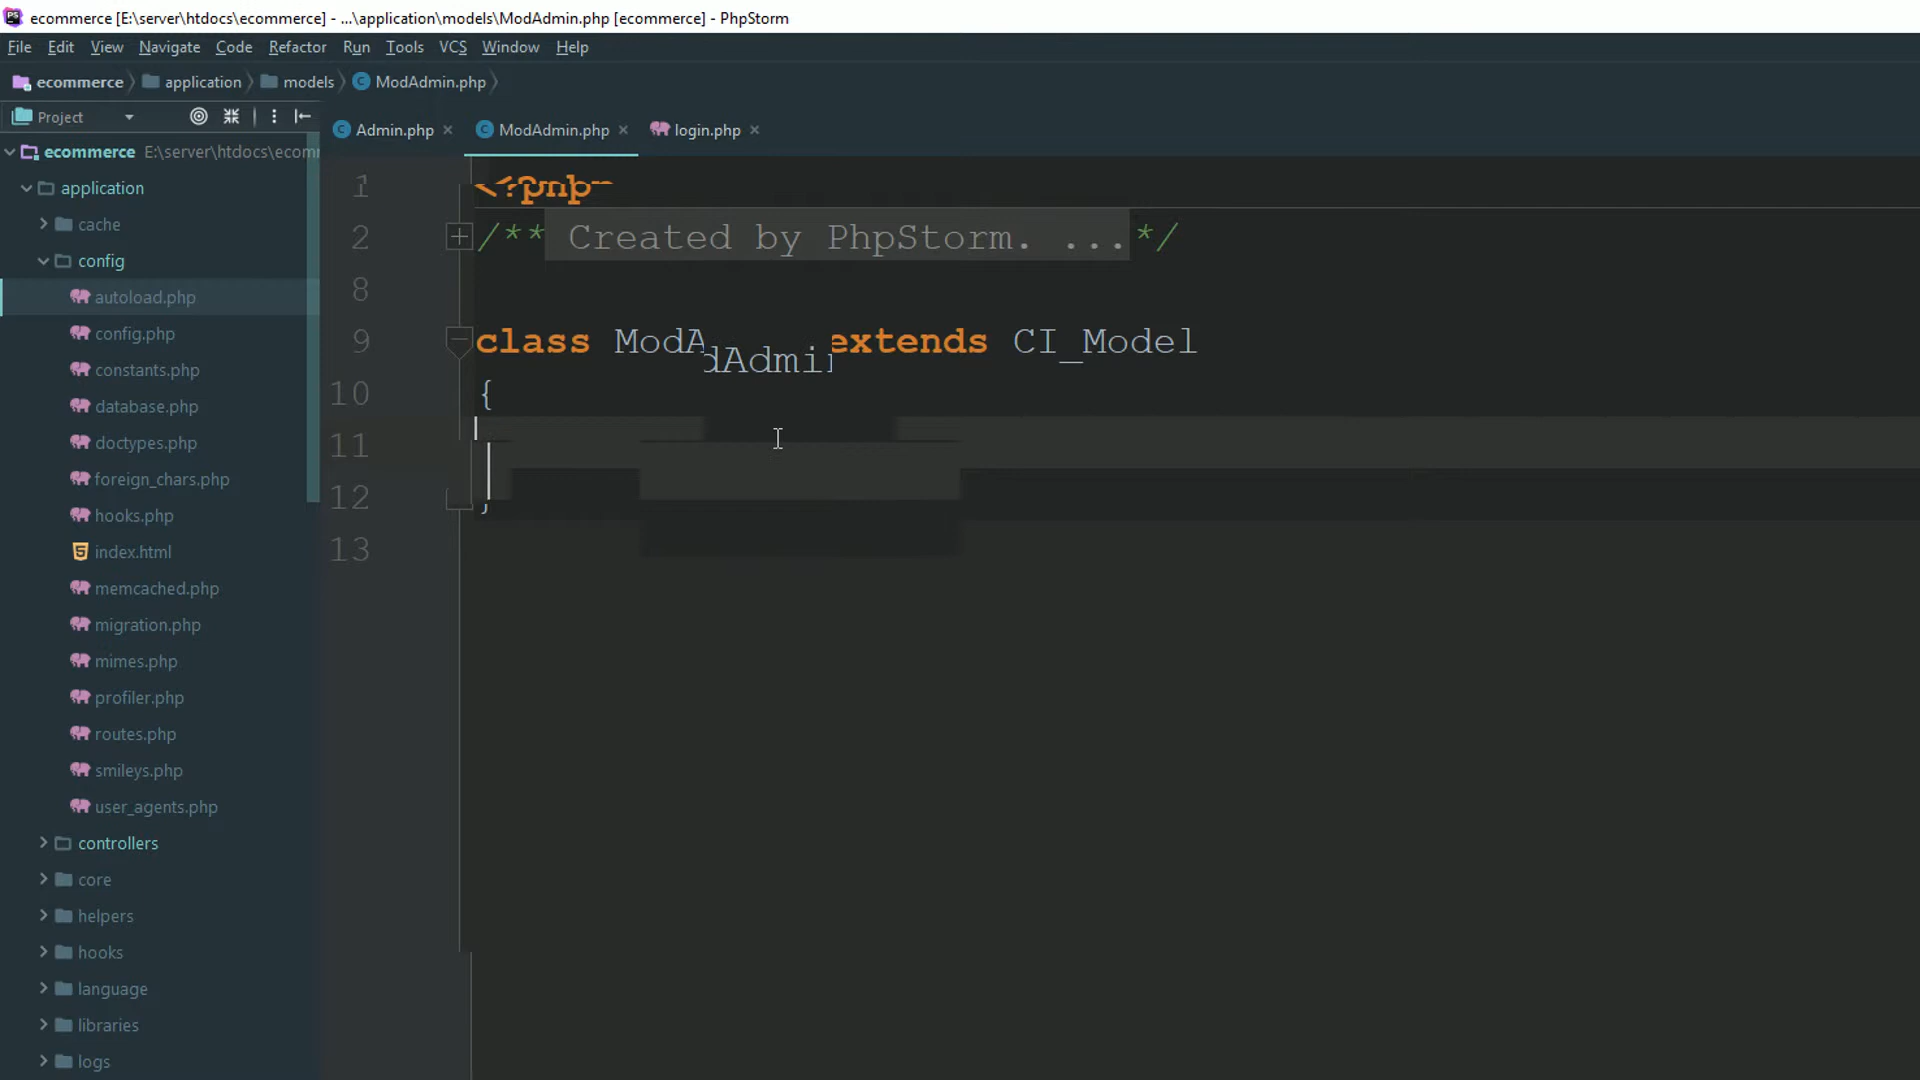 ecommerce [E:\server\htdocs\ecommerce] - ...\application\models\ModAdmin.php [ecommerce] - PhpStorm
File Edit View Navigate Code Refactor Run Tools VCS Window Help
ecommerce application models ModAdmin.php
Project
Admin.php ModAdmin.php login.php
ecommerce E:\server\htdocs\ecom
application
cache
config
autoload.php
config.php
constants.php
database.php
doctypes.php
foreign_chars.php
hooks.php
index.html
memcached.php
migration.php
mimes.php
profiler.php
routes.php
smileys.php
user_agents.php
controllers
core
helpers
hooks
language
libraries
logs
1
2 /** Created by PhpStorm. ...*/
8
9 class extends CI_Model
10 {
11
12 }
13